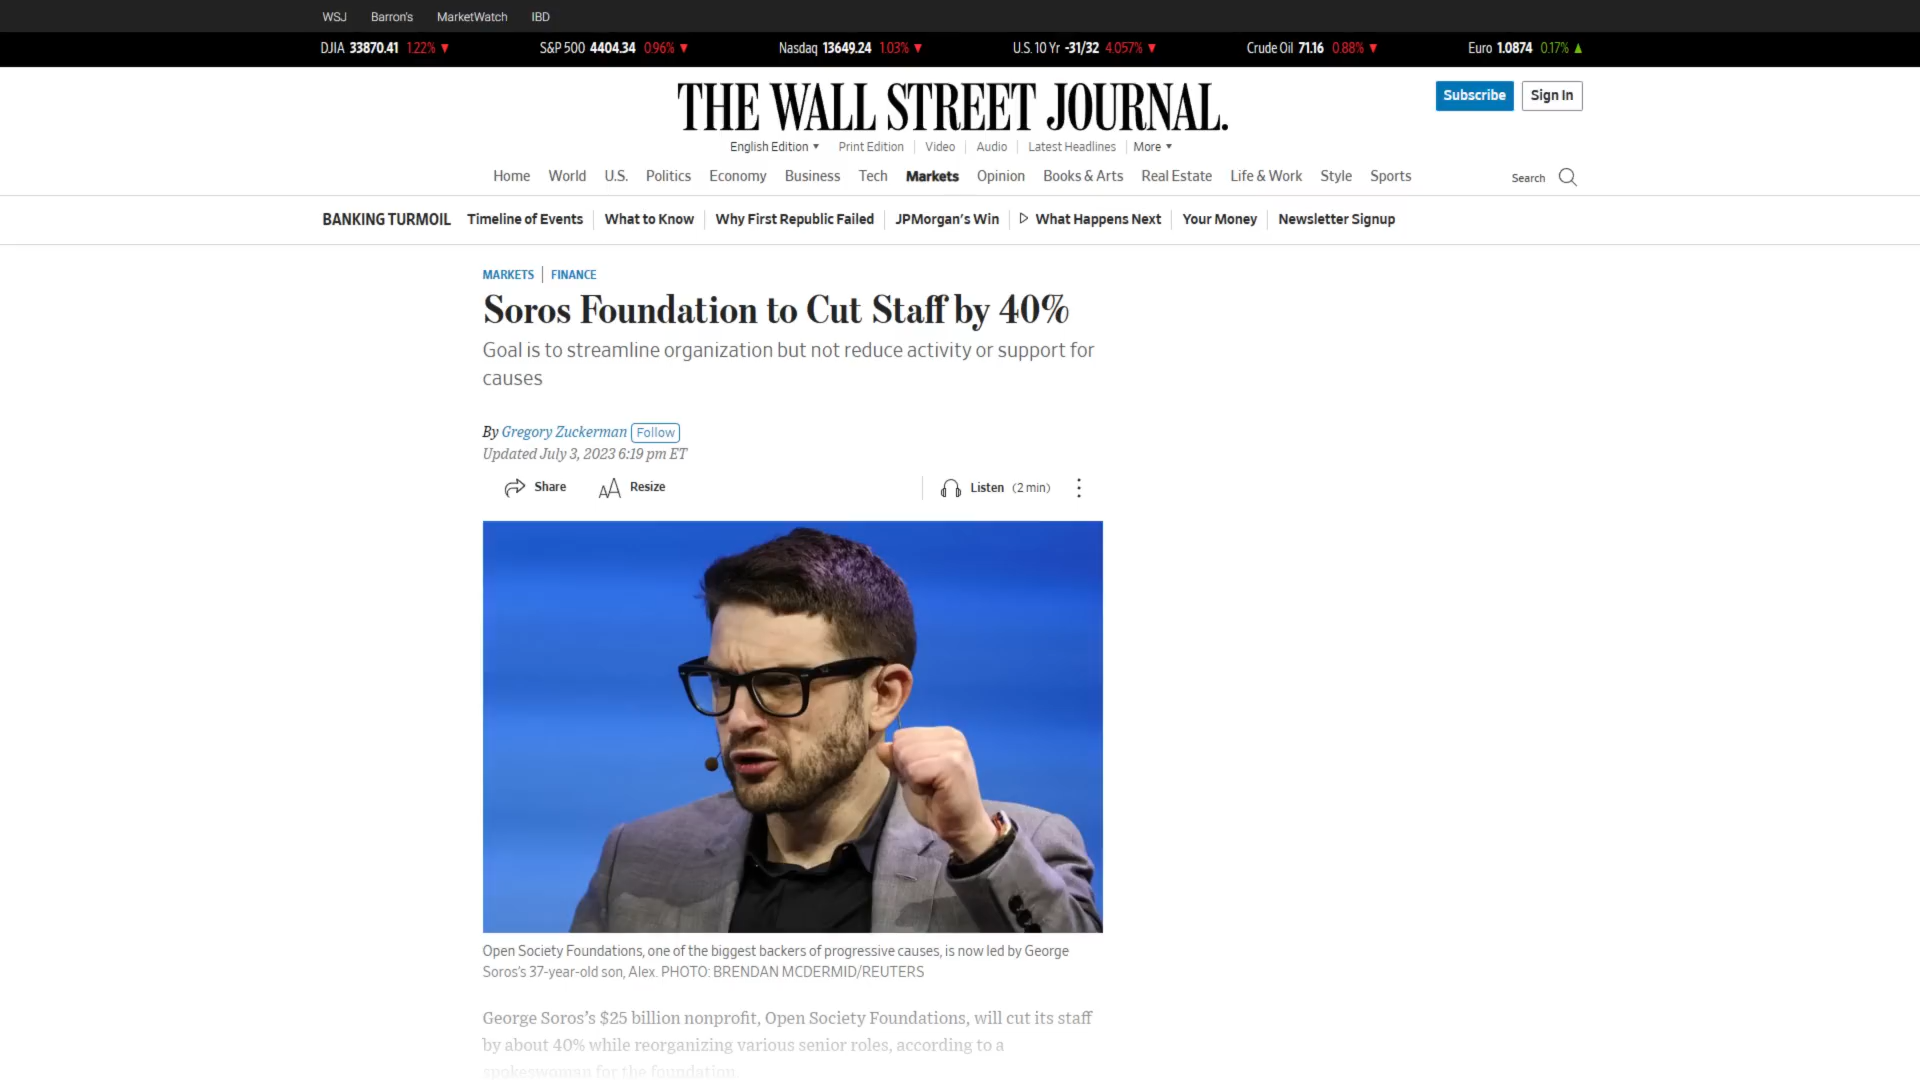 WSJ Barron's MarketWatch IBD
DJIA 33870.41 1.22% ▼ S&P 500 4404.34 0.96% ▼ Nasdaq 13649.24 1.03% ▼ U.S. 10 Yr -31/32 4.057% ▼ Crude Oil 71.16 0.88% ▼ Euro 1.0874 0.17% ▲
THE WALL STREET JOURNAL.
Subscribe Sign In
English Edition ▼ Print Edition Video Audio Latest Headlines More ▼
Home World U.S. Politics Economy Business Tech Markets Opinion Books & Arts Real Estate Life & Work Style Sports Search
BANKING TURMOIL Timeline of Events What to Know Why First Republic Failed JPMorgan's Win What Happens Next Your Money Newsletter Signup
MARKETS FINANCE
Soros Foundation to Cut Staff by 40%
Goal is to streamline organization but not reduce activity or support for
causes
By Gregory Zuckerman Follow
Updated July 3, 2023 6:19 pm ET
Share AA Resize Listen (2 min)
Open Society Foundations, one of the biggest backers of progressive causes, is now led by George
Soros's 37-year-old son, Alex. PHOTO: BRENDAN MCDERMID/REUTERS
George Soros's $25 billion nonprofit, Open Society Foundations, will cut its staff
by about 40% while reorganizing various senior roles, according to a
spokeswoman for the foundation.